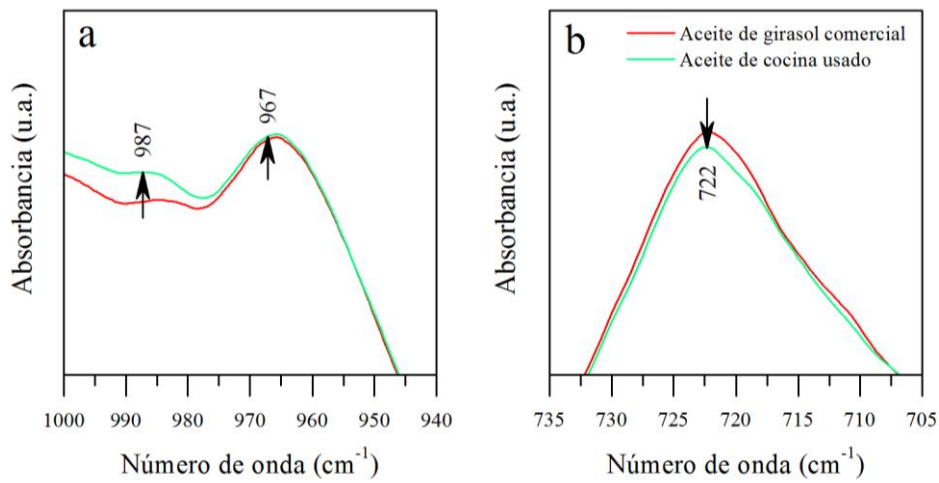 a
987
967
Absorbancia (u.a.)
1000 990 980 970 960 950 940
Número de onda (cm⁻¹)
b
Aceite de girasol comercial
Aceite de cocina usado
722
Absorbancia (u.a.)
735 730 725 720 715 710 705
Número de onda (cm⁻¹)